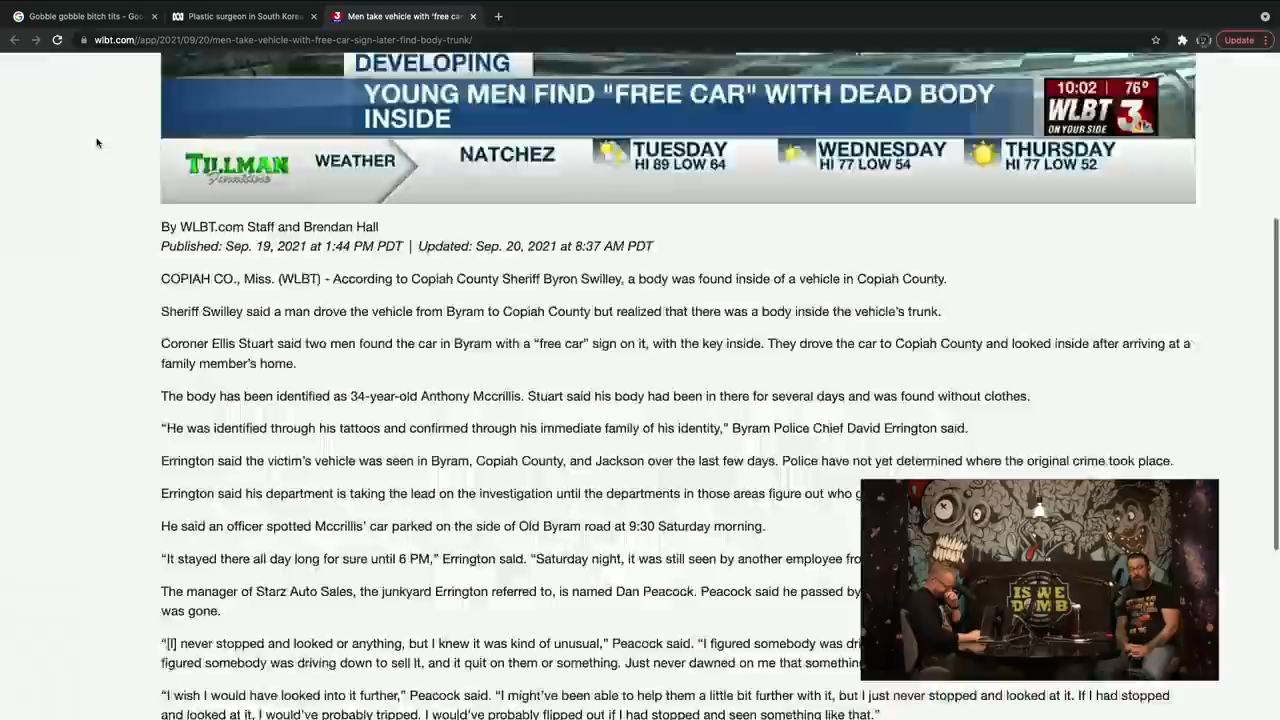 Gobble gobble bitch tits - Goo
Plastic surgeon in South Korea
Men take vehicle with 'free ca
wlbt.com//app/2021/09/20/men-take-vehicle-with-free-car-sign-later-find-body-trunk/
Update
DEVELOPING
YOUNG MEN FIND "FREE CAR" WITH DEAD BODY
INSIDE
10:02 76°
WLBT 3
ON YOUR SIDE
TILLMAN
Furniture
WEATHER
NATCHEZ
TUESDAY
HI 89 LOW 64
WEDNESDAY
HI 77 LOW 54
THURSDAY
HI 77 LOW 52
By WLBT.com Staff and Brendan Hall
Published: Sep. 19, 2021 at 1:44 PM PDT | Updated: Sep. 20, 2021 at 8:37 AM PDT
COPIAH CO., Miss. (WLBT) - According to Copiah County Sheriff Byron Swilley, a body was found inside of a vehicle in Copiah County.
Sheriff Swilley said a man drove the vehicle from Byram to Copiah County but realized that there was a body inside the vehicle's trunk.
Coroner Ellis Stuart said two men found the car in Byram with a "free car" sign on it, with the key inside. They drove the car to Copiah County and looked inside after arriving at a
family member's home.
The body has been identified as 34-year-old Anthony Mccrillis. Stuart said his body had been in there for several days and was found without clothes.
"He was identified through his tattoos and confirmed through his immediate family of his identity," Byram Police Chief David Errington said.
Errington said the victim's vehicle was seen in Byram, Copiah County, and Jackson over the last few days. Police have not yet determined where the original crime took place.
Errington said his department is taking the lead on the investigation until the departments in those areas figure out who
He said an officer spotted Mccrillis' car parked on the side of Old Byram road at 9:30 Saturday morning.
"It stayed there all day long for sure until 6 PM," Errington said. "Saturday night, it was still seen by another employee fro
The manager of Starz Auto Sales, the junkyard Errington referred to, is named Dan Peacock. Peacock said he passed by
was gone.
"[I] never stopped and looked or anything, but I knew it was kind of unusual," Peacock said. "I figured somebody was dri
figured somebody was driving down to sell it, and it quit on them or something. Just never dawned on me that somethin
"I wish I would have looked into it further," Peacock said. "I might've been able to help them a little bit further with it, but I just never stopped and looked at it. If I had stopped
and looked at it, I would've probably tripped. I would've probably flipped out if I had stopped and seen something like that."
IS WE
DUMB